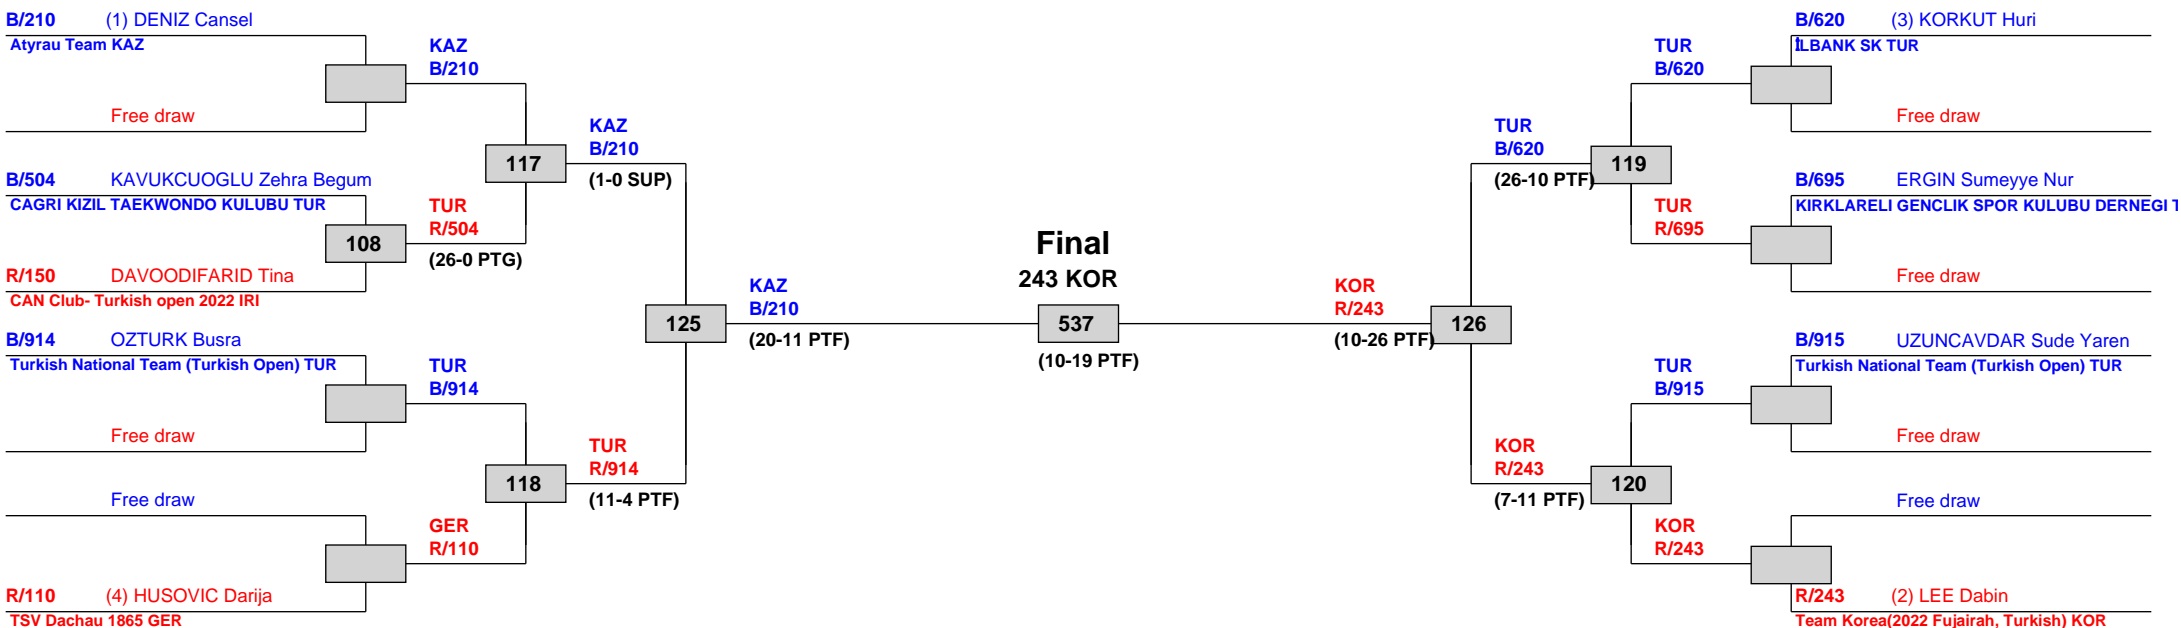 B/210 (1) DENIZ Cansel
Atyrau Team KAZ
Free draw
B/504 KAVUKCUOGLU Zehra Begum
CAGRI KIZIL TAEKWONDO KULUBU TUR
R/150 DAVOODIFARID Tina
CAN Club- Turkish open 2022 IRI
B/914 OZTURK Busra
Turkish National Team (Turkish Open) TUR
Free draw
Free draw
R/110 (4) HUSOVIC Darija
TSV Dachau 1865 GER
KAZ
B/210
108
TUR
R/504
(26-0 PTG)
TUR
B/914
GER
R/110
117
KAZ
B/210
(1-0 SUP)
118
TUR
R/914
(11-4 PTF)
125
KAZ
B/210
(20-11 PTF)
Final
243 KOR
537
(10-19 PTF)
KOR
R/243
(10-26 PTF)
126
TUR
B/620
(26-10 PTF)
119
KOR
R/243
(7-11 PTF)
120
TUR
B/620
TUR
R/695
TUR
B/915
KOR
R/243
B/620 (3) KORKUT Huri
İLBANK SK TUR
Free draw
B/695 ERGIN Sumeyye Nur
KIRKLARELI GENCLIK SPOR KULUBU DERNEGI
Free draw
B/915 UZUNCAVDAR Sude Yaren
Turkish National Team (Turkish Open) TUR
Free draw
Free draw
R/243 (2) LEE Dabin
Team Korea(2022 Fujairah, Turkish) KOR